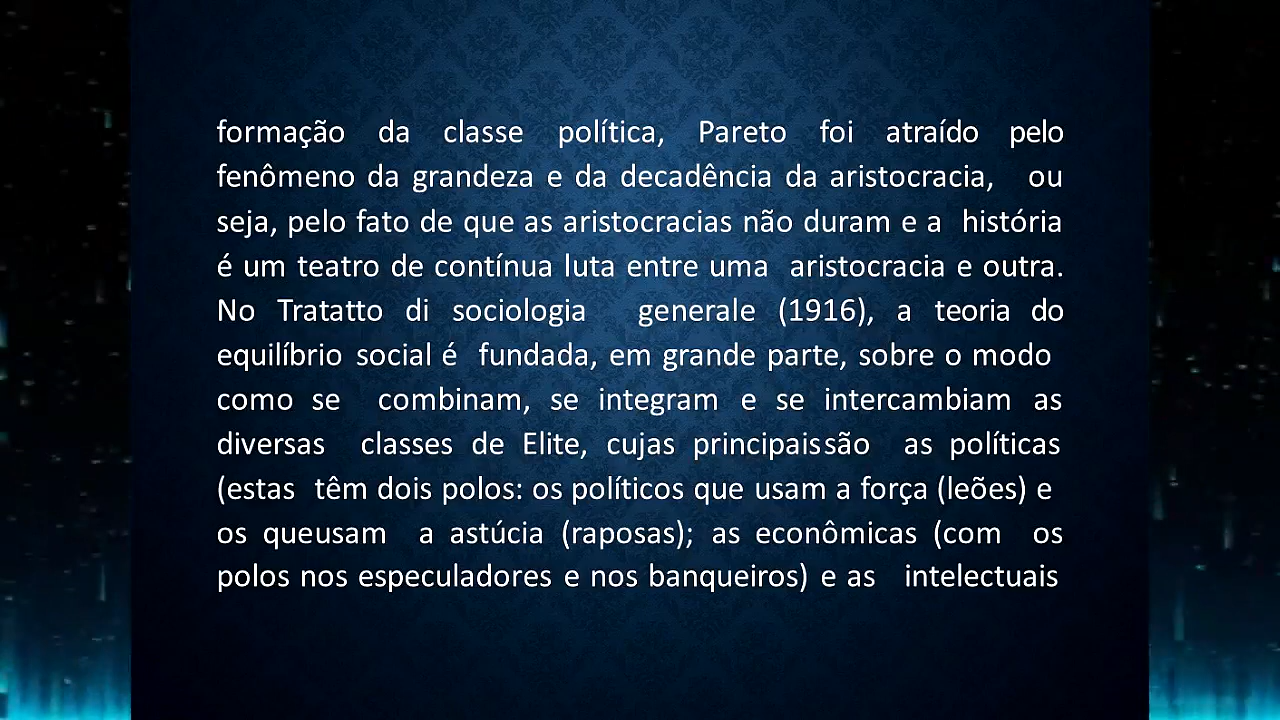 formação da classe política, Pareto foi atraído pelo
fenômeno da grandeza e da decadência da aristocracia, ou
seja, pelo fato de que as aristocracias não duram e a história
é um teatro de contínua luta entre uma aristocracia e outra.
No Tratatto di sociologia generale (1916), a teoria do
equilíbrio social é fundada, em grande parte, sobre o modo
como se combinam, se integram e se intercambiam as
diversas classes de Elite, cujas principaissão as políticas
(estas têm dois polos: os políticos que usam a força (leões) e
os queusam a astúcia (raposas); as econômicas (com os
polos nos especuladores e nos banqueiros) e as intelectuais